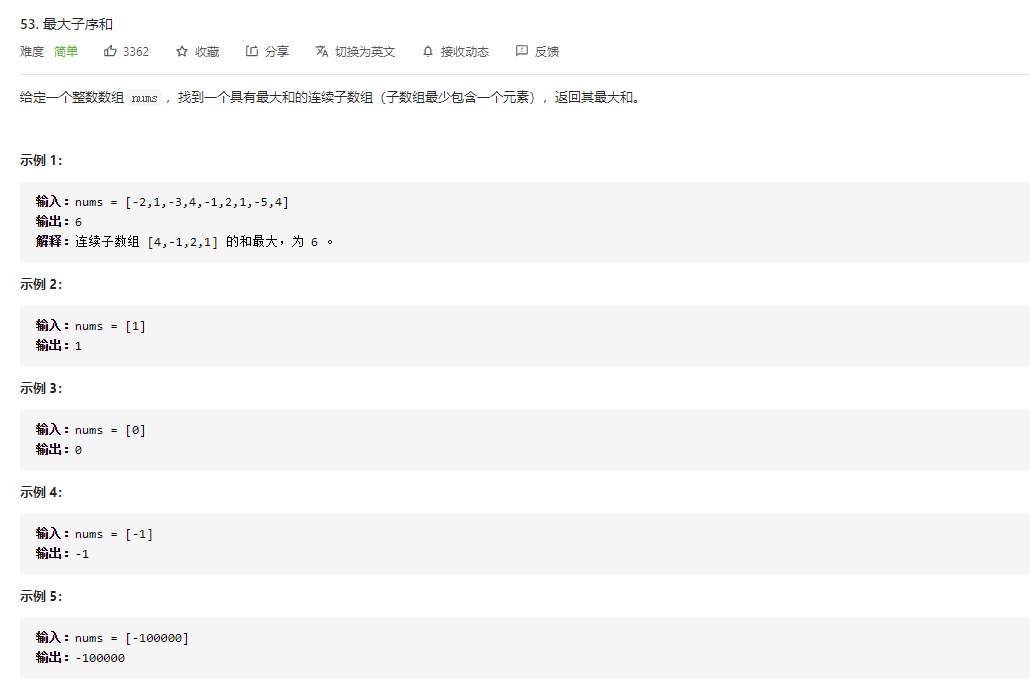 53. 最大子序和
难度 简单 3362 收藏 分享 切换为英文 接收动态 反馈
给定一个整数数组 nums ，找到一个具有最大和的连续子数组（子数组最少包含一个元素），返回其最大和。
示例 1：
输入：nums = [-2,1,-3,4,-1,2,1,-5,4]
输出：6
解释：连续子数组 [4,-1,2,1] 的和最大，为 6 。
示例 2：
输入：nums = [1]
输出：1
示例 3：
输入：nums = [0]
输出：0
示例 4：
输入：nums = [-1]
输出：-1
示例 5：
输入：nums = [-100000]
输出：-100000